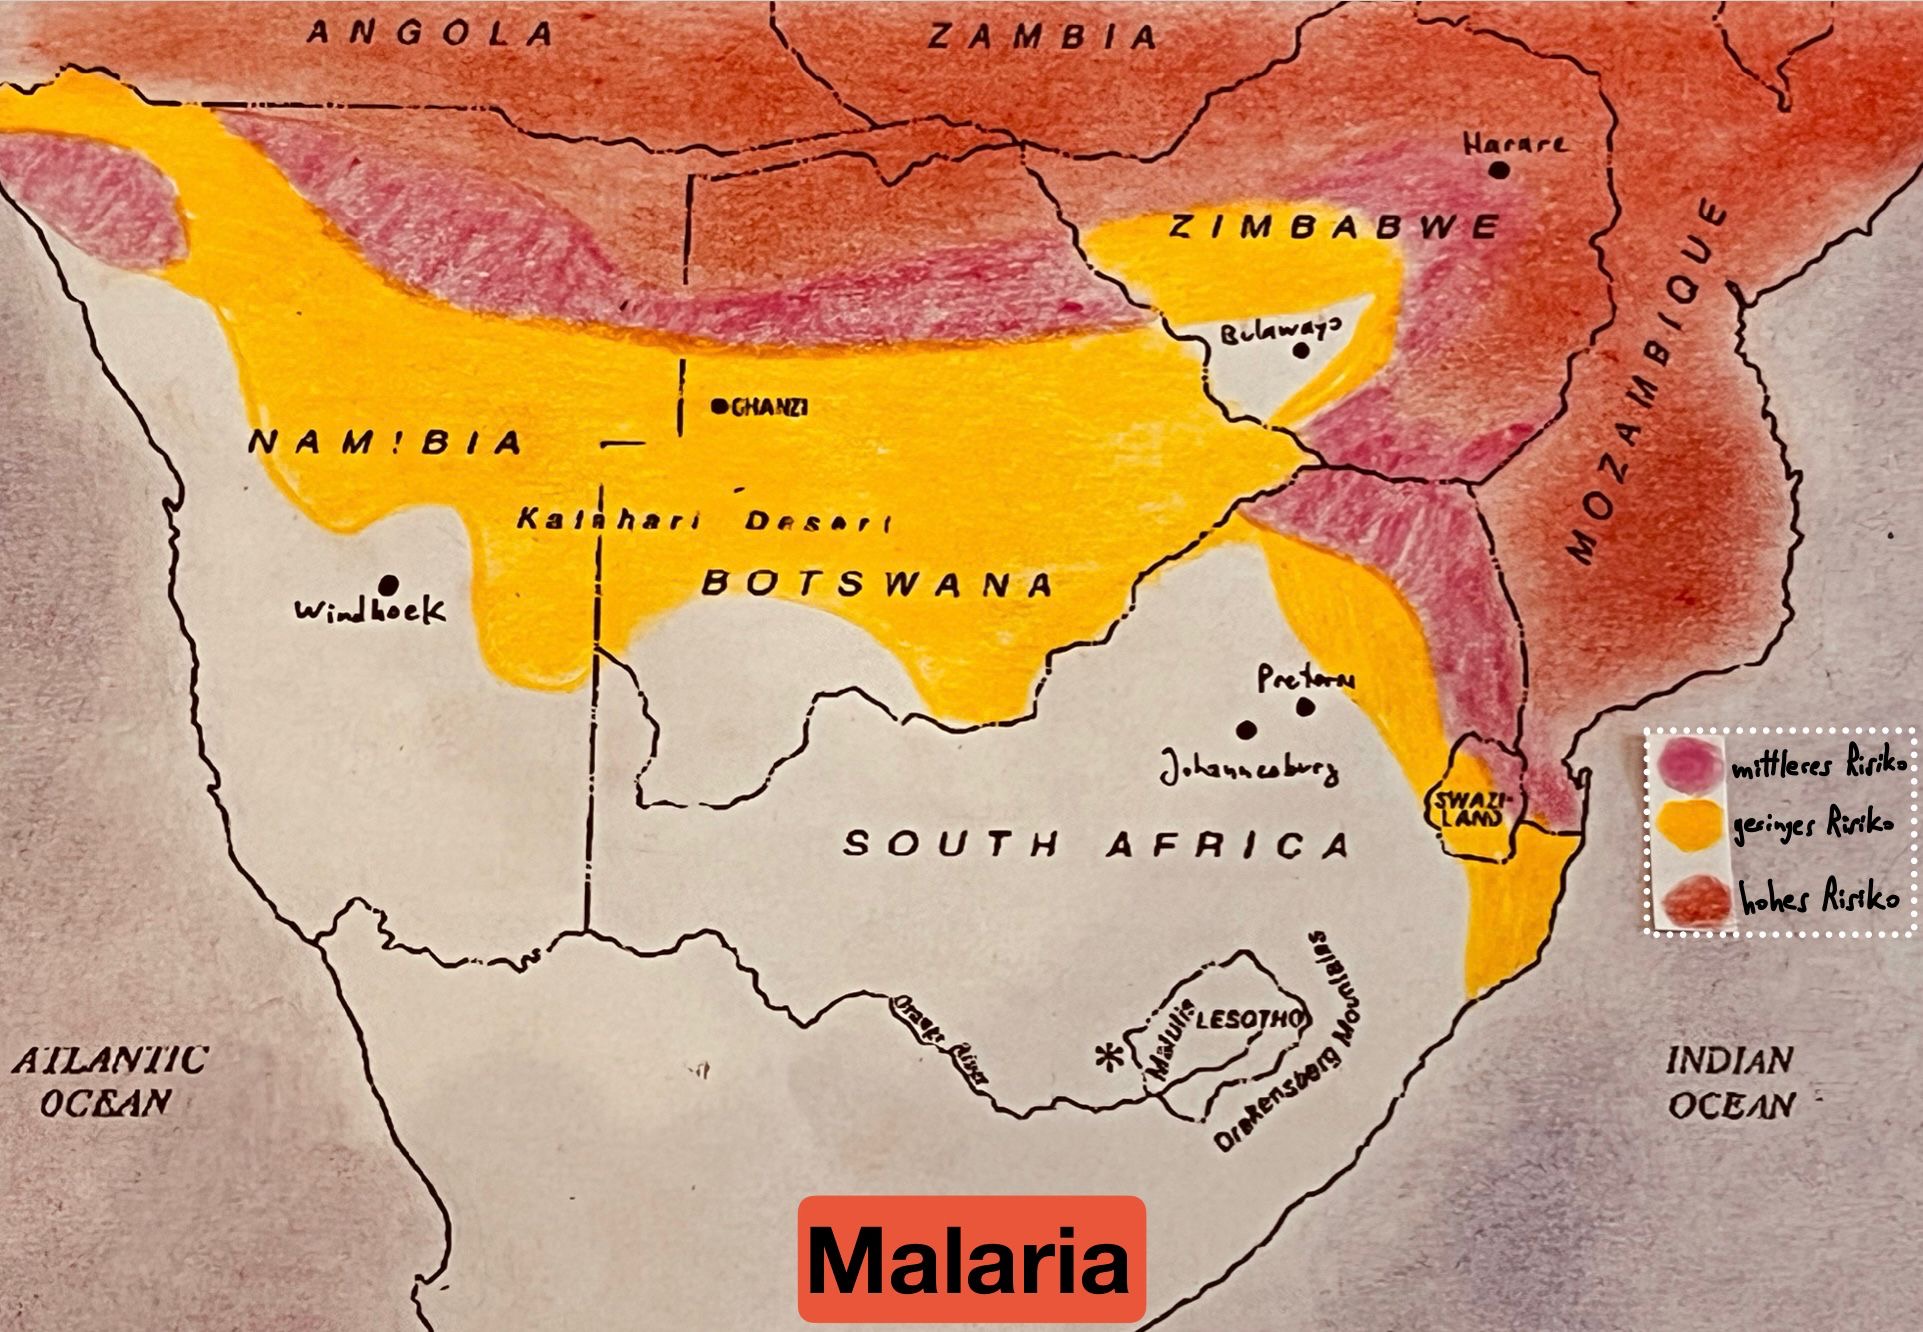 ANGOLA
ZAMBIA
Harare
ZIMBABWE
MOZAMBIQUE
Bulawayo
GHANZI
NAM!BIA
Kalahari Desert
BOTSWANA
Windhoek
Pretoria
Johannesburg
mittleres Risiko
geringes Risiko
hohes Risiko
SWAZI-
LAND
SOUTH AFRICA
Orange River
Malutis
LESOTHO
Drakensberg Mountains
*
ATLANTIC
OCEAN
INDIAN
OCEAN
Malaria